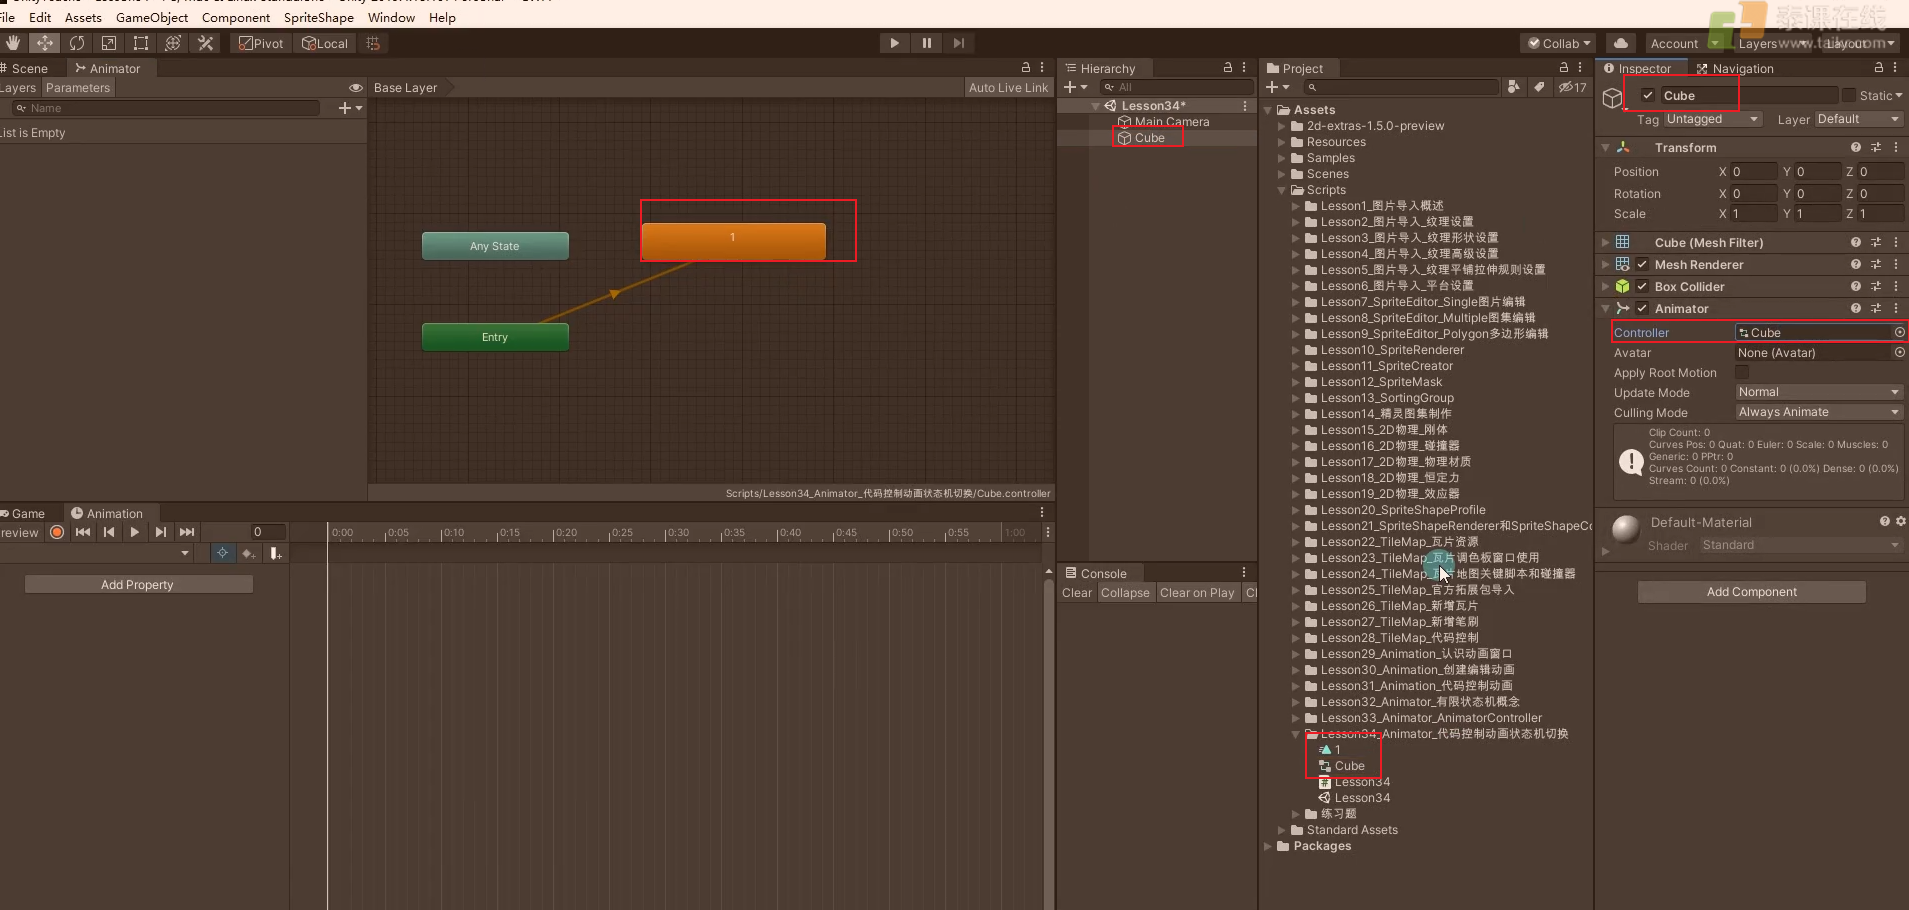 File Edit Assets GameObject Component SpriteShape Window Help
Pivot Local
Collab Account Layers Layout
泰课在线
www.taikr.com
Scene Animator
Layers Parameters
Name
List is Empty
Base Layer Auto Live Link
1
Any State
Entry
Scripts/Lesson34_Animator_代码控制动画状态机切换/Cube.controller
Game Animation
Preview 0
0:00 0:05 0:10 0:15 0:20 0:25 0:30 0:35 0:40 0:45 0:50 0:55 1:00
Add Property
Hierarchy
All
Lesson34*
Main Camera
Cube
Console
Clear Collapse Clear on Play
Project
17
Assets
2d-extras-1.5.0-preview
Resources
Samples
Scenes
Scripts
Lesson1_图片导入概述
Lesson2_图片导入_纹理设置
Lesson3_图片导入_纹理形状设置
Lesson4_图片导入_纹理高级设置
Lesson5_图片导入_纹理平铺拉伸规则设置
Lesson6_图片导入_平台设置
Lesson7_SpriteEditor_Single图片编辑
Lesson8_SpriteEditor_Multiple图集编辑
Lesson9_SpriteEditor_Polygon多边形编辑
Lesson10_SpriteRenderer
Lesson11_SpriteCreator
Lesson12_SpriteMask
Lesson13_SortingGroup
Lesson14_精灵图集制作
Lesson15_2D物理_刚体
Lesson16_2D物理_碰撞器
Lesson17_2D物理_物理材质
Lesson18_2D物理_恒定力
Lesson19_2D物理_效应器
Lesson20_SpriteShapeProfile
Lesson21_SpriteShapeRenderer和SpriteShapeCo
Lesson22_TileMap_瓦片资源
Lesson23_TileMap_瓦片调色板窗口使用
Lesson24_TileMap_瓦片地图关键脚本和碰撞器
Lesson25_TileMap_官方拓展包导入
Lesson26_TileMap_新增瓦片
Lesson27_TileMap_新增笔刷
Lesson28_TileMap_代码控制
Lesson29_Animation_认识动画窗口
Lesson30_Animation_创建编辑动画
Lesson31_Animation_代码控制动画
Lesson32_Animator_有限状态机概念
Lesson33_Animator_AnimatorController
Lesson34_Animator_代码控制动画状态机切换
1
Cube
Lesson34
Lesson34
练习题
Standard Assets
Packages
Inspector Navigation
Cube Static
Tag Untagged Layer Default
Transform
Position X 0 Y 0 Z 0
Rotation X 0 Y 0 Z 0
Scale X 1 Y 1 Z 1
Cube (Mesh Filter)
Mesh Renderer
Box Collider
Animator
Controller Cube
Avatar None (Avatar)
Apply Root Motion
Update Mode Normal
Culling Mode Always Animate
Clip Count: 0
Curves Pos: 0 Quat: 0 Euler: 0 Scale: 0 Muscles: 0
Generic: 0 PPtr: 0
Curves Count: 0 Constant: 0 (0.0%) Dense: 0 (0.0%)
Stream: 0 (0.0%)
Default-Material
Shader Standard
Add Component